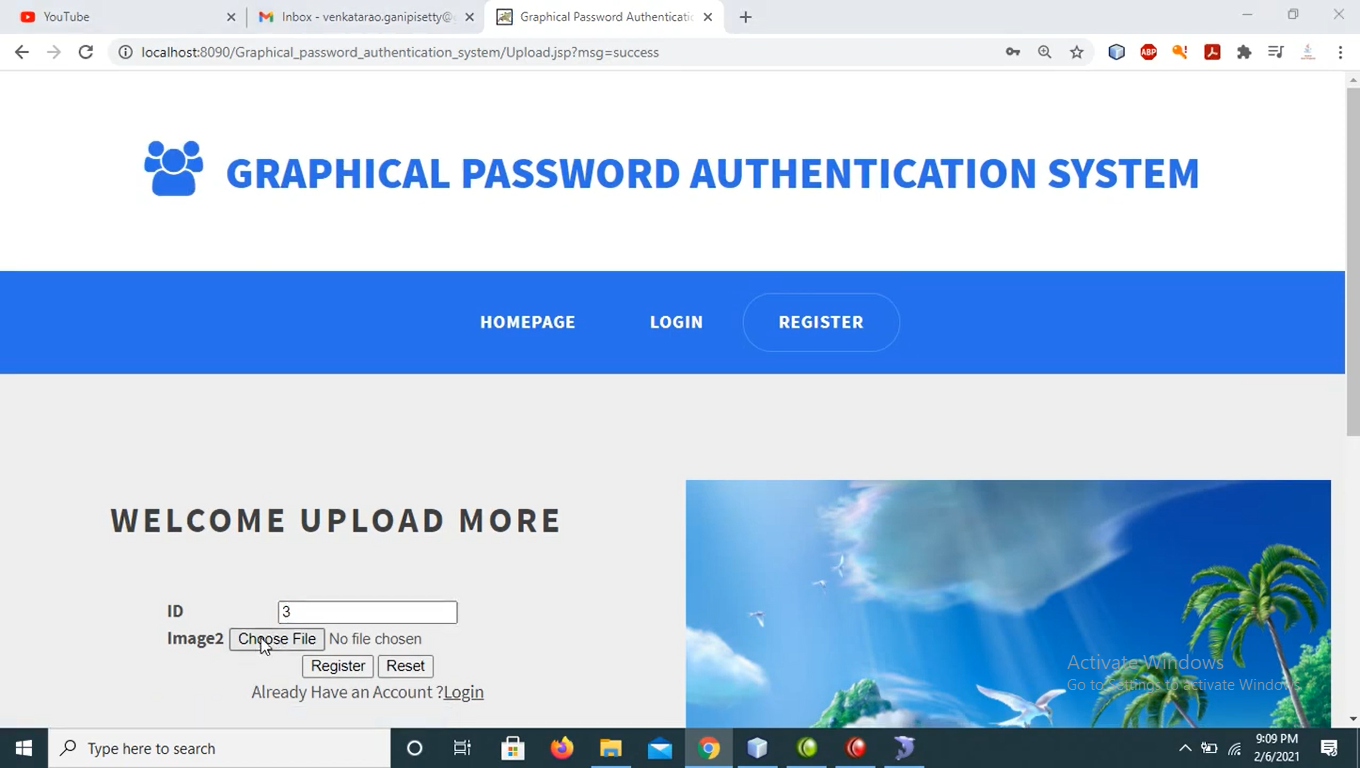 YouTube
Inbox - venkatarao.ganipisetty@
Graphical Password Authenticatic
localhost:8090/Graphical_password_authentication_system/Upload.jsp?msg=success
ABP
GRAPHICAL PASSWORD AUTHENTICATION SYSTEM
HOMEPAGE LOGIN REGISTER
WELCOME UPLOAD MORE
ID 3
Image2 Choose File No file chosen
Register Reset
Already Have an Account ?Login
Activate Windows
Go to Settings to activate Windows.
Type here to search
9:09 PM
2/6/2021